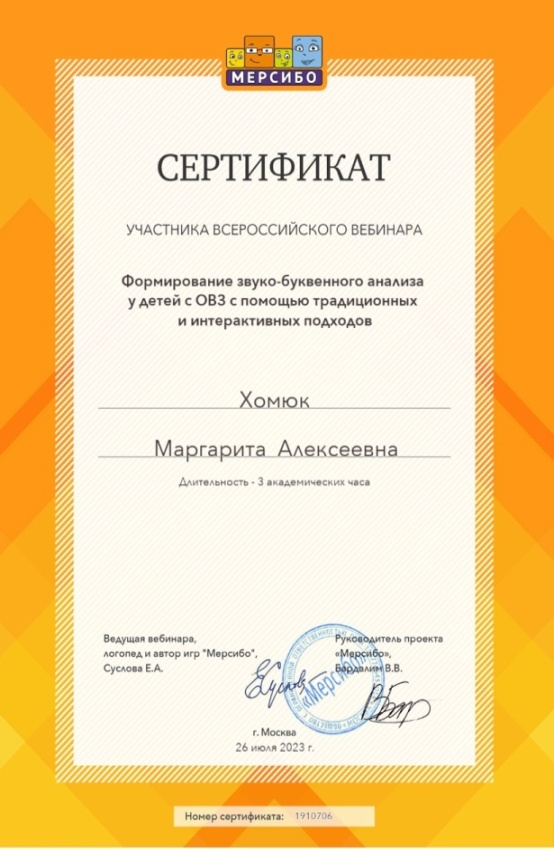 МЕРСИБО
СЕРТИФИКАТ
УЧАСТНИКА ВСЕРОССИЙСКОГО ВЕБИНАРА
Формирование звуко-буквенного анализа
у детей с ОВЗ с помощью традиционных
и интерактивных подходов
Хомюк
Маргарита Алексеевна
Длительность - 3 академических часа
Ведущая вебинара,
логопед и автор игр "Мерсибо",
Суслова Е.А.
Руководитель проекта
«Мерсибо»,
Бардалим В.В.
«Мерсибо»
г. Москва
26 июля 2023 г.
Номер сертификата: 1910706